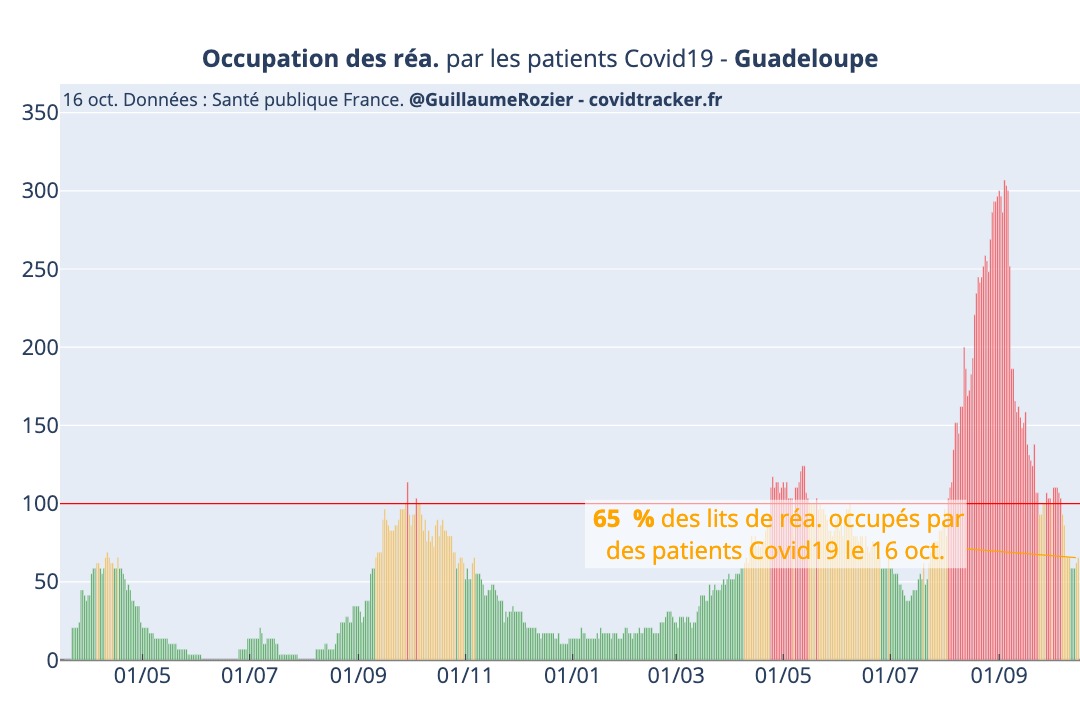 Occupation des réa. par les patients Covid19 - Guadeloupe
16 oct. Données : Santé publique France. @GuillaumeRozier - covidtracker.fr
350
300
250
200
150
100
50
0
65 % des lits de réa. occupés par
des patients Covid19 le 16 oct.
01/05 01/07 01/09 01/11 01/01 01/03 01/05 01/07 01/09